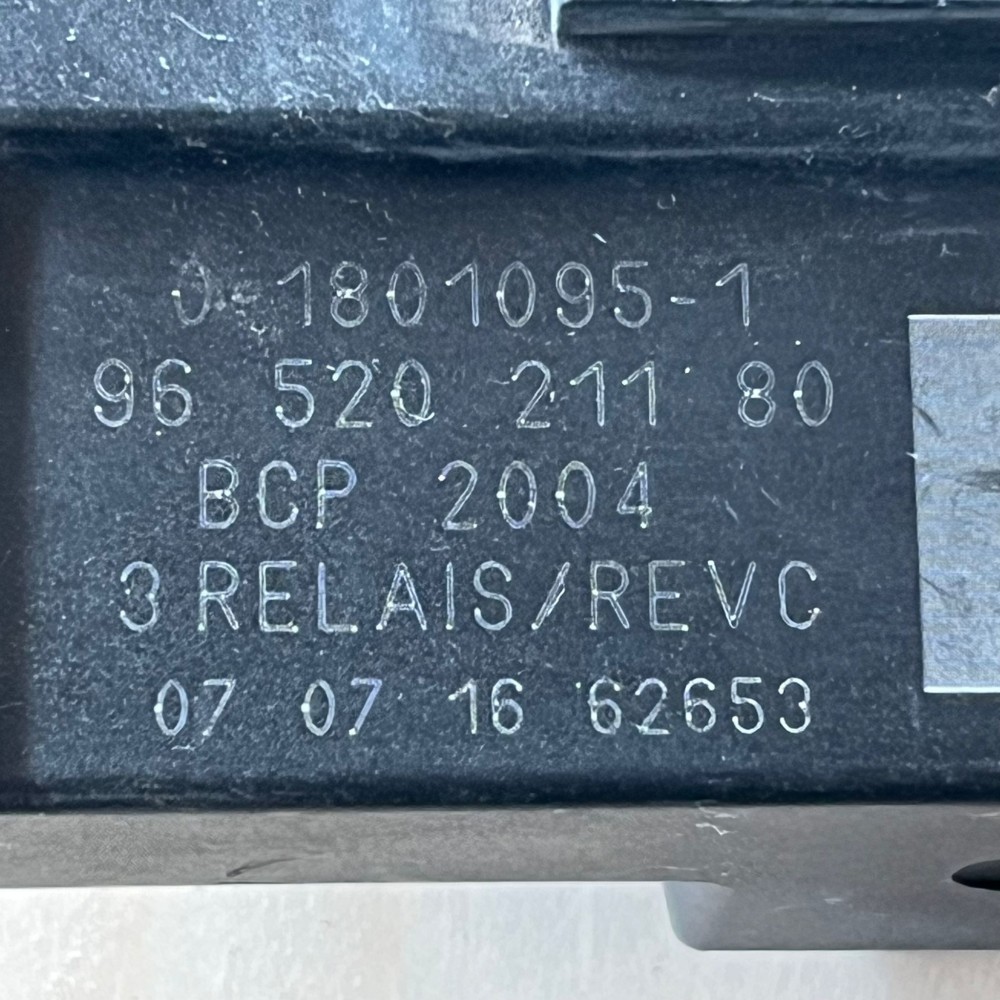 0-1801095-1
96 520 211 80
BCP 2004
3 RELAIS/REVC
07 07 16 62653